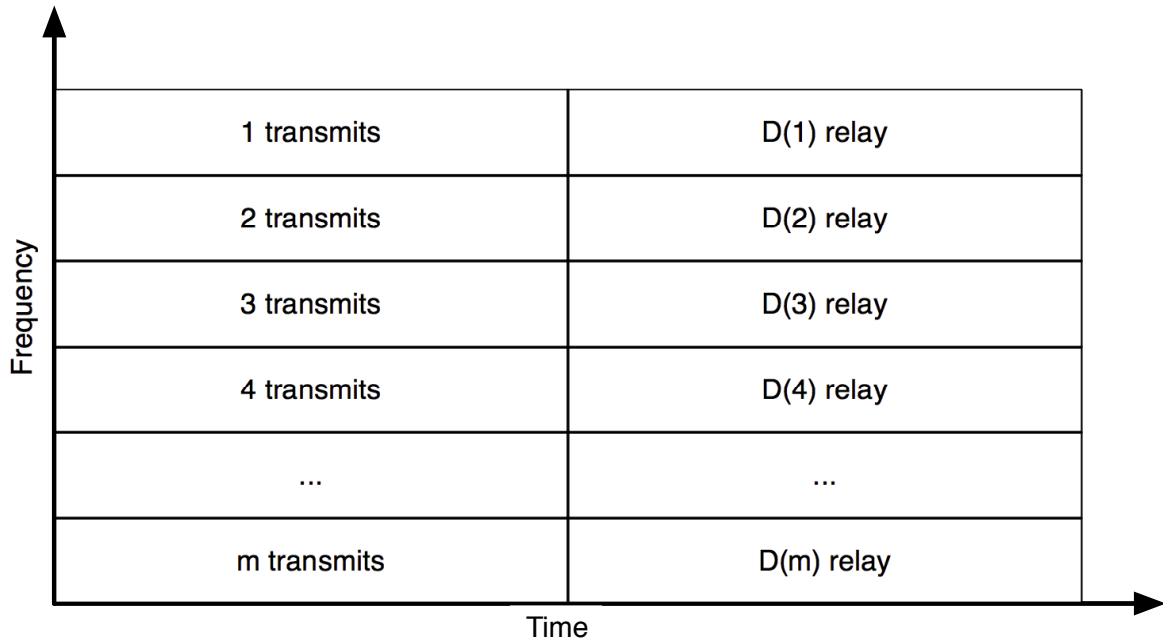 1 transmits
D(1) relay
2 transmits
D(2) relay
3 transmits
D(3) relay
4 transmits
D(4) relay
...
...
m transmits
D(m) relay
Frequency
Time